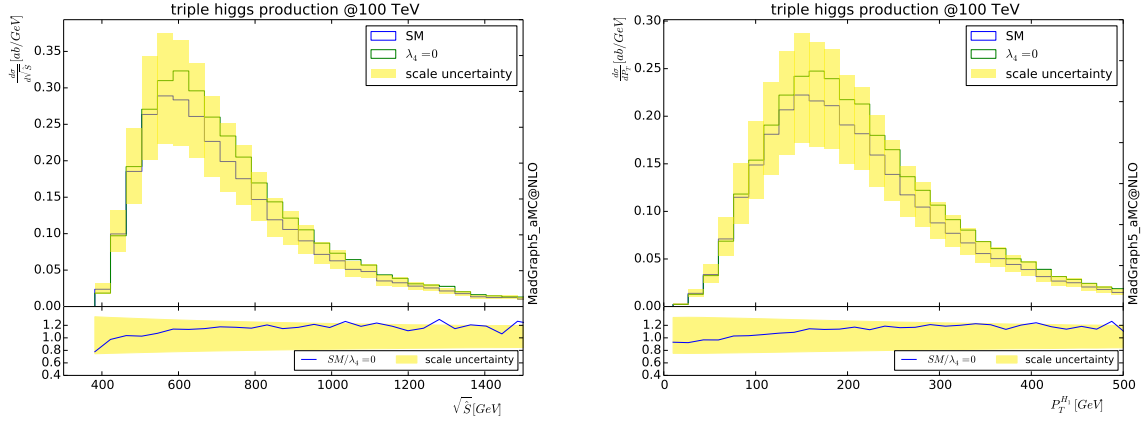 triple higgs production @100 TeV
dσ/d√Ŝ [ab/GeV]
0.35
0.30
0.25
0.20
0.15
0.10
0.05
0.00
SM
λ₄ = 0
scale uncertainty
MadGraph5_aMC@NLO
1.2
1.0
0.8
0.6
0.4
SM/λ₄ = 0
scale uncertainty
400 600 800 1000 1200 1400
√Ŝ [GeV]
triple higgs production @100 TeV
dσ/dP_T [ab/GeV]
0.30
0.25
0.20
0.15
0.10
0.05
0.00
SM
λ₄ = 0
scale uncertainty
MadGraph5_aMC@NLO
1.2
1.0
0.8
0.6
0.4
SM/λ₄ = 0
scale uncertainty
0 100 200 300 400 500